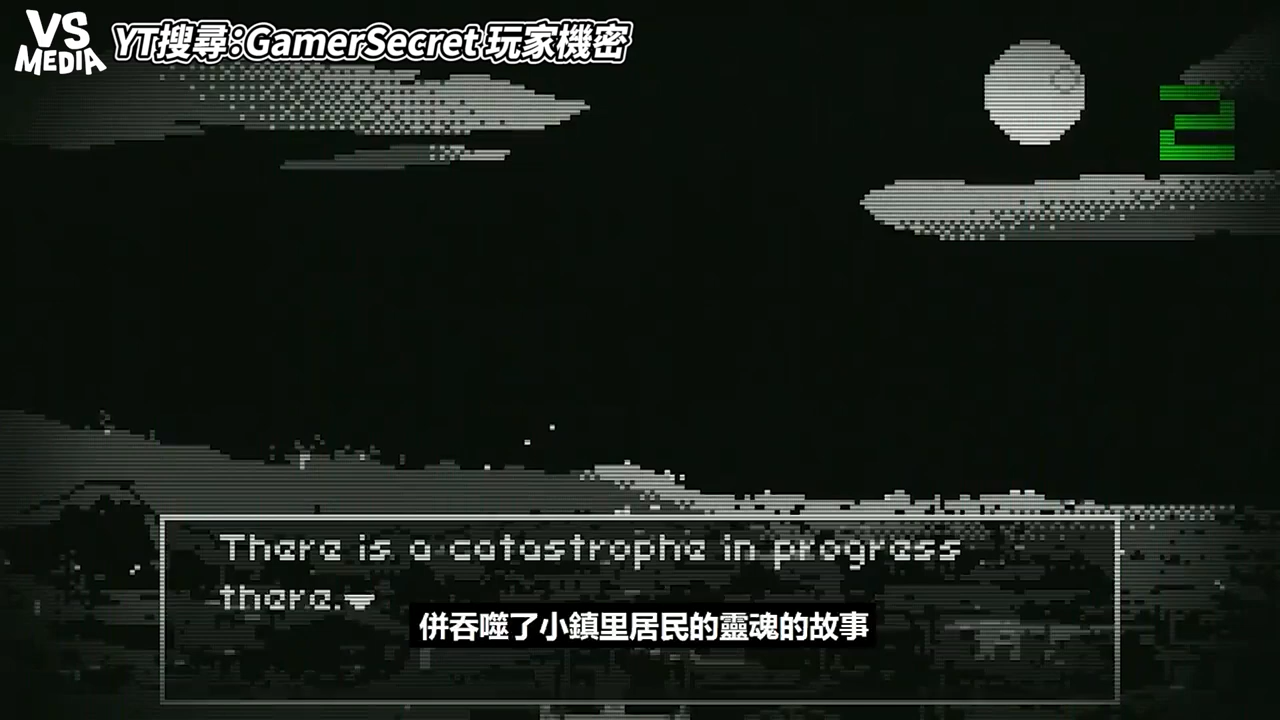 VS
MEDIA
YT搜尋:GamerSecret 玩家機密
2
There is a catastrophe in progress
there.
併吞噬了小鎮里居民的靈魂的故事